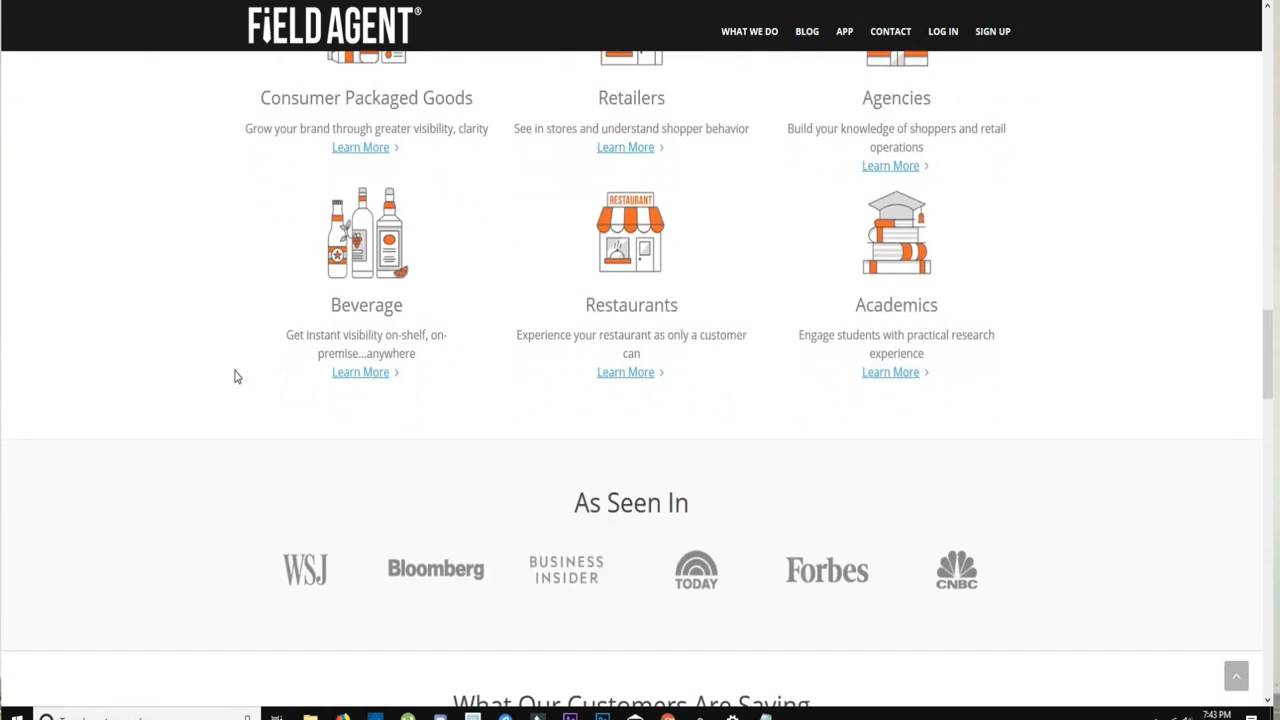 FiELD AGENT®
WHAT WE DO BLOG APP CONTACT LOG IN SIGN UP
Consumer Packaged Goods
Grow your brand through greater visibility, clarity
Learn More
Retailers
See in stores and understand shopper behavior
Learn More
Agencies
Build your knowledge of shoppers and retail
operations
Learn More
Beverage
Get instant visibility on-shelf, on-
premise...anywhere
Learn More
RESTAURANT
Restaurants
Experience your restaurant as only a customer
can
Learn More
Academics
Engage students with practical research
experience
Learn More
As Seen In
WSJ
Bloomberg
BUSINESS
INSIDER
TODAY
Forbes
CNBC
What Our Customers Are Saying
7:43 PM